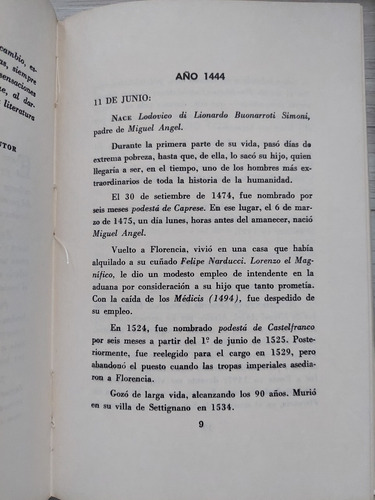 cambio, es-
as, siempre
ensaciones
e, al dar-
literatura
UTOR
AÑO 1444
11 DE JUNIO:
NACE Lodovico di Lionardo Buonarroti Simoni,
padre de Miguel Angel.
Durante la primera parte de su vida, pasó días de
extrema pobreza, hasta que, de ella, lo sacó su hijo, quien
llegaría a ser, en el tiempo, uno de los hombres más ex-
traordinarios de toda la historia de la humanidad.
El 30 de setiembre de 1474, fue nombrado por
seis meses podestá de Caprese. En ese lugar, el 6 de mar-
zo de 1475, un día lunes, horas antes del amanecer, nació
Miguel Angel.
Vuelto a Florencia, vivió en una casa que había
alquilado a su cuñado Felipe Narducci. Lorenzo el Mag-
nífico, le dio un modesto empleo de intendente en la
aduana por consideración a su hijo que tanto prometía.
Con la caída de los Médicis (1494), fue despedido de
su empleo.
En 1524, fue nombrado podestá de Castelfranco
por seis meses a partir del 1º de junio de 1525. Poste-
riormente, fue reelegido para el cargo en 1529, pero
abandonó el puesto cuando las tropas imperiales asedia-
ron a Florencia.
Gozó de larga vida, alcanzando los 90 años. Murió
en su villa de Settignano en 1534.
9